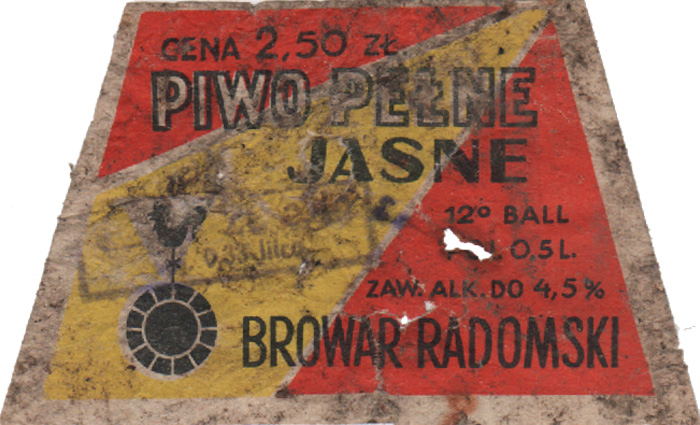 CENA 2,50 ZŁ
PIWO PEŁNE
JASNE
12° BALL
0,5 L.
ZAW. ALK. DO 4,5%
BROWAR RADOMSKI